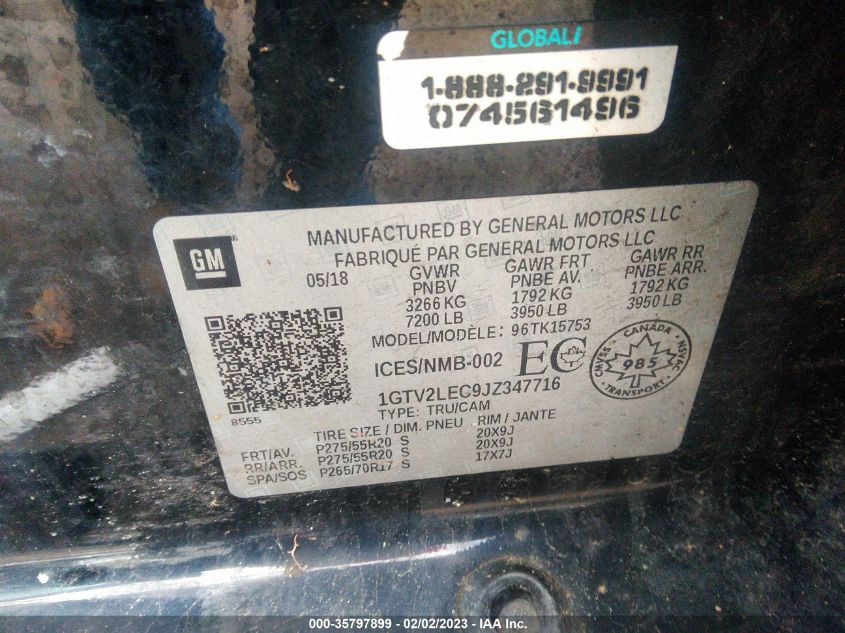 GLOBALi
1-888-291-9991
074561496
GM
MANUFACTURED BY GENERAL MOTORS LLC
FABRIQUÉ PAR GENERAL MOTORS LLC
05/18
GVWR GAWR FRT GAWR RR
PNBV PNBE AV. PNBE ARR.
3266 KG 1792 KG 1792 KG
7200 LB 3950 LB 3950 LB
MODEL/MODÈLE: 96TK15753
ICES/NMB-002 EC
CANADA
CMVSS 985 NSVAC
TRANSPORT
8555
1GTV2LEC9JZ347716
TYPE: TRU/CAM
TIRE SIZE / DIM. PNEU RIM / JANTE
FRT/AV. P275/55R20 S 20X9J
RR/ARR. P275/55R20 S 20X9J
SPA/SOS P265/70R17 S 17X7J
000-35797899 — 02/02/2023 — IAA Inc.